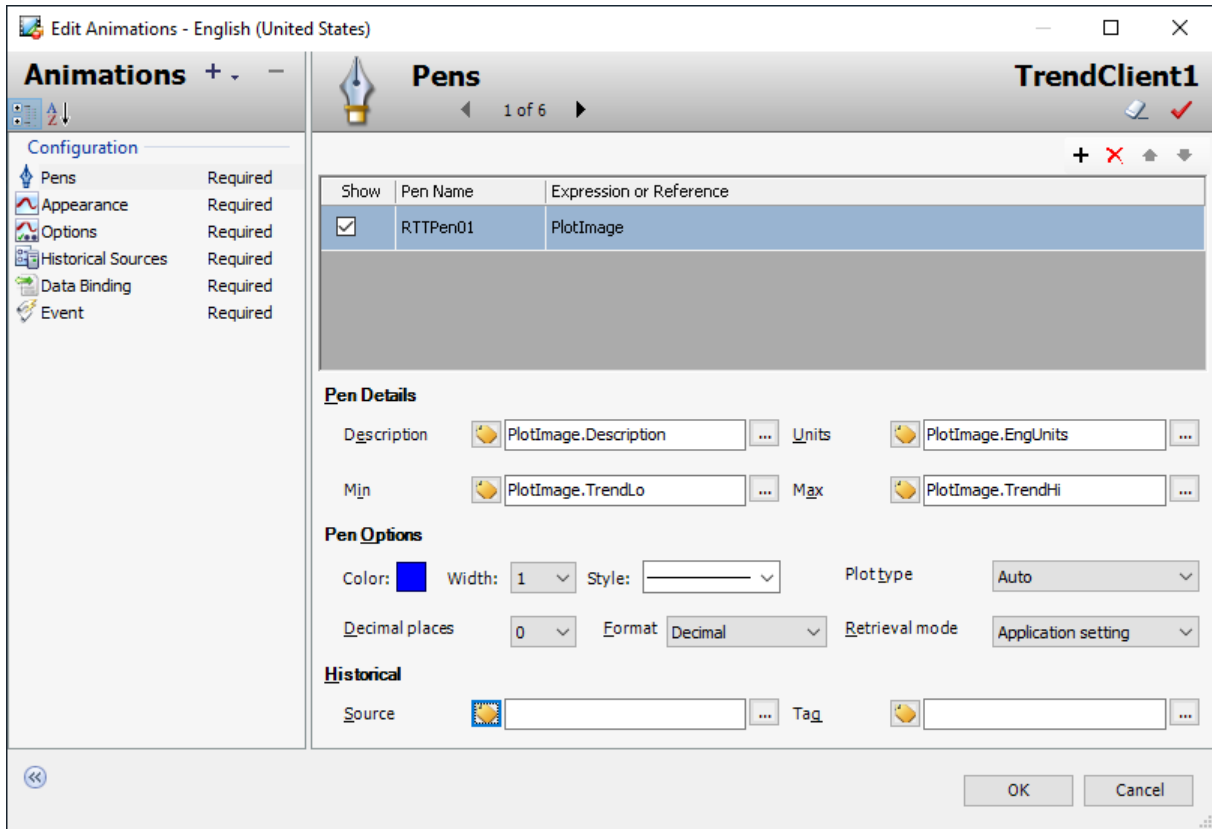 Edit Animations - English (United States)
Animations
Pens
TrendClient1
1 of 6
Configuration
Pens Required
Appearance Required
Options Required
Historical Sources Required
Data Binding Required
Event Required
Show Pen Name Expression or Reference
RTTPen01 PlotImage
Pen Details
Description PlotImage.Description ... Units PlotImage.EngUnits ...
Min PlotImage.TrendLo ... Max PlotImage.TrendHi ...
Pen Options
Color: Width: 1 Style: Plot type Auto
Decimal places 0 Format Decimal Retrieval mode Application setting
Historical
Source ... Tag ...
OK Cancel